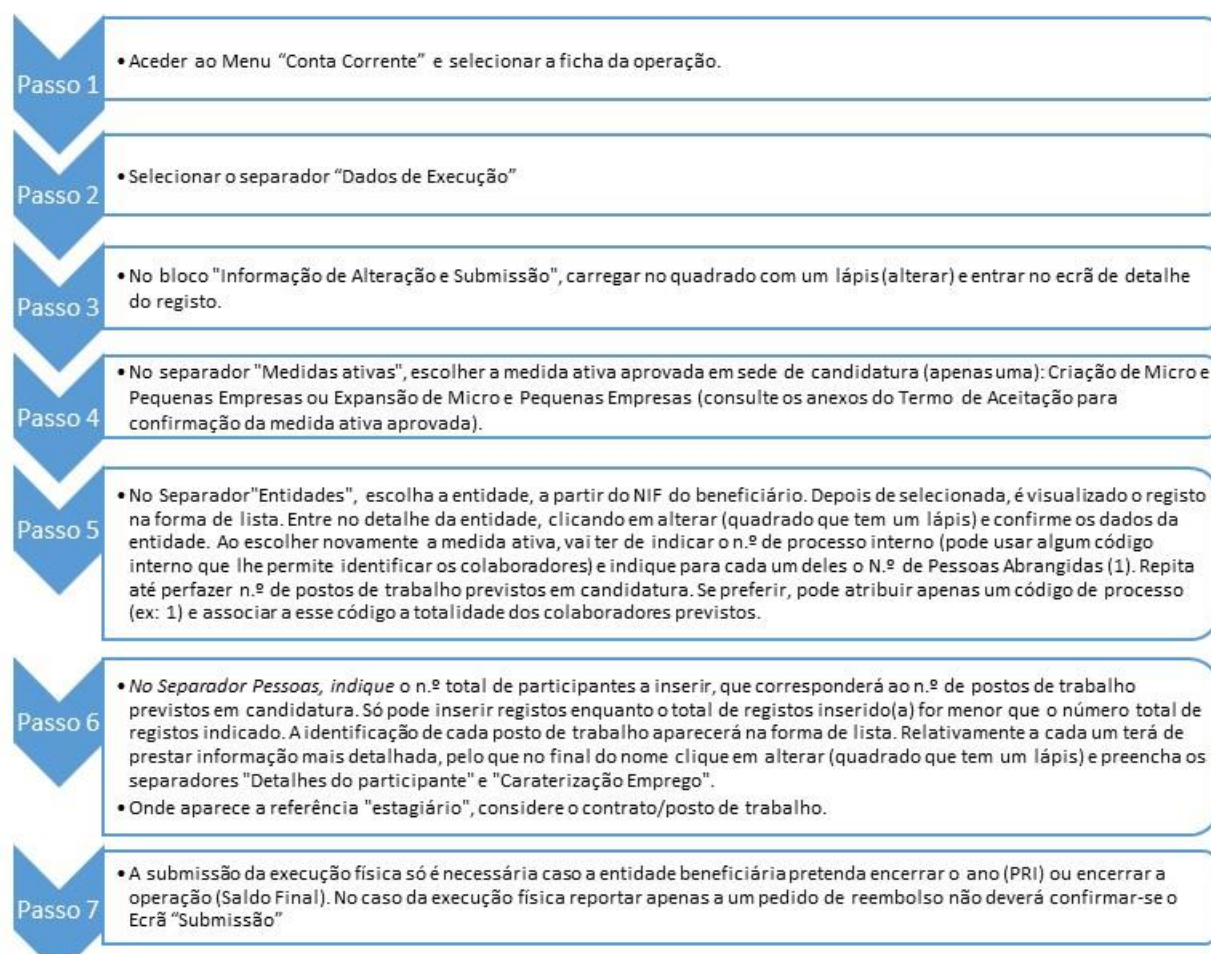 Passo 1
• Aceder ao Menu “Conta Corrente” e selecionar a ficha da operação.
Passo 2
• Selecionar o separador “Dados de Execução”
Passo 3
• No bloco "Informação de Alteração e Submissão", carregar no quadrado com um lápis (alterar) e entrar no ecrã de detalhe
do registo.
Passo 4
• No separador "Medidas ativas", escolher a medida ativa aprovada em sede de candidatura (apenas uma): Criação de Micro e
Pequenas Empresas ou Expansão de Micro e Pequenas Empresas (consulte os anexos do Termo de Aceitação para
confirmação da medida ativa aprovada).
Passo 5
• No Separador "Entidades", escolha a entidade, a partir do NIF do beneficiário. Depois de selecionada, é visualizado o registo
na forma de lista. Entre no detalhe da entidade, clicando em alterar (quadrado que tem um lápis) e confirme os dados da
entidade. Ao escolher novamente a medida ativa, vai ter de indicar o n.º de processo interno (pode usar algum código
interno que lhe permite identificar os colaboradores) e indique para cada um deles o N.º de Pessoas Abrangidas (1). Repita
até perfazer n.º de postos de trabalho previstos em candidatura. Se preferir, pode atribuir apenas um código de processo
(ex: 1) e associar a esse código a totalidade dos colaboradores previstos.
Passo 6
• No Separador Pessoas, indique o n.º total de participantes a inserir, que corresponderá ao n.º de postos de trabalho
previstos em candidatura. Só pode inserir registos enquanto o total de registos inserido(a) for menor que o número total de
registos indicado. A identificação de cada posto de trabalho aparecerá na forma de lista. Relativamente a cada um terá de
prestar informação mais detalhada, pelo que no final do nome clique em alterar (quadrado que tem um lápis) e preencha os
separadores "Detalhes do participante" e "Caraterização Emprego".
• Onde aparece a referência "estagiário", considere o contrato/posto de trabalho.
Passo 7
• A submissão da execução física só é necessária caso a entidade beneficiária pretenda encerrar o ano (PRI) ou encerrar a
operação (Saldo Final). No caso da execução física reportar apenas a um pedido de reembolso não deverá confirmar-se o
Ecrã “Submissão”